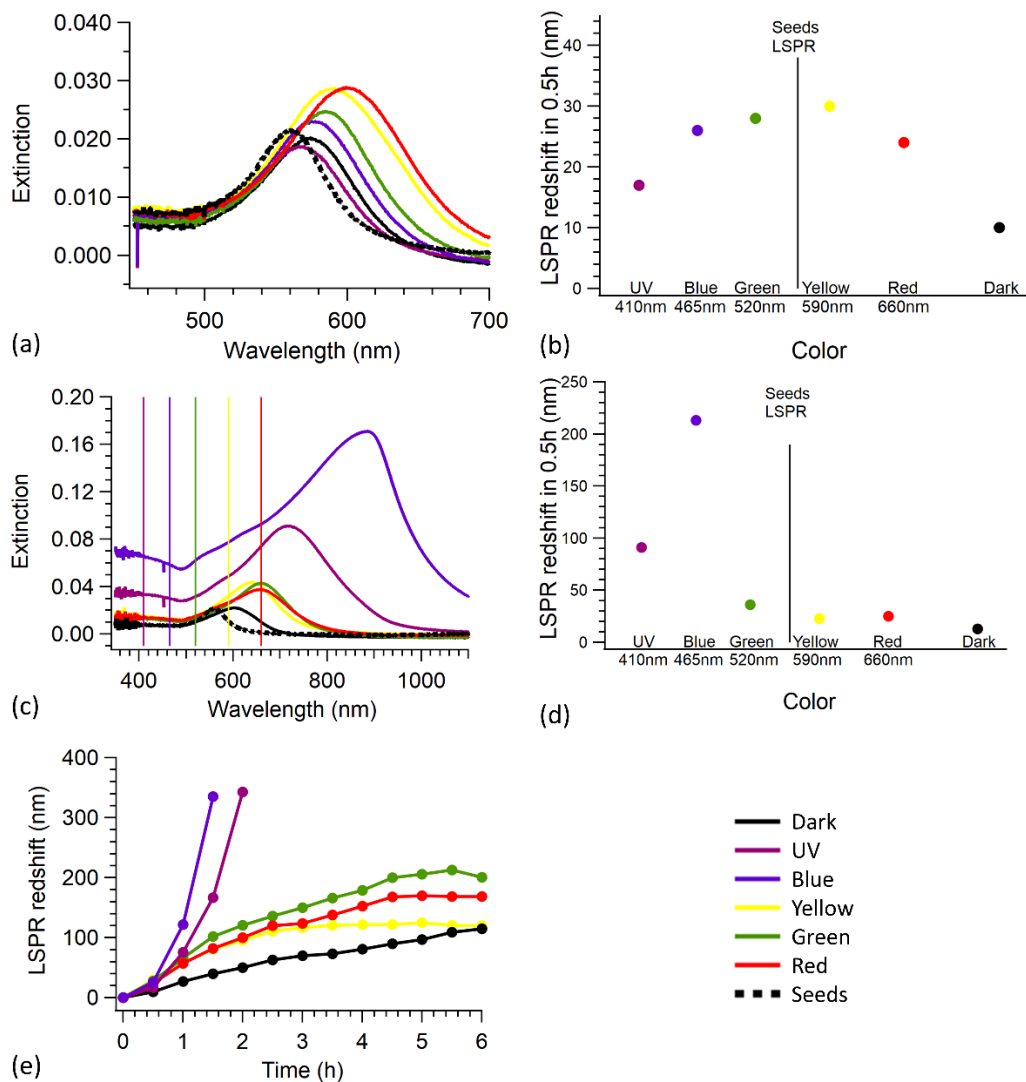 0.040
0.030
0.020
0.010
0.000
Extinction
500
600
700
Wavelength (nm)
(a)
Seeds
LSPR
40
30
20
10
0
LSPR redshift in 0.5h (nm)
UV Blue Green Yellow Red Dark
410nm 465nm 520nm 590nm 660nm
Color
(b)
0.20
0.16
0.12
0.08
0.04
0.00
Extinction
400
600
800
1000
Wavelength (nm)
(c)
Seeds
LSPR
250
200
150
100
50
0
LSPR redshift in 0.5h (nm)
UV Blue Green Yellow Red Dark
410nm 465nm 520nm 590nm 660nm
Color
(d)
400
300
200
100
0
LSPR redshift (nm)
0 1 2 3 4 5 6
Time (h)
(e)
Dark
UV
Blue
Yellow
Green
Red
Seeds